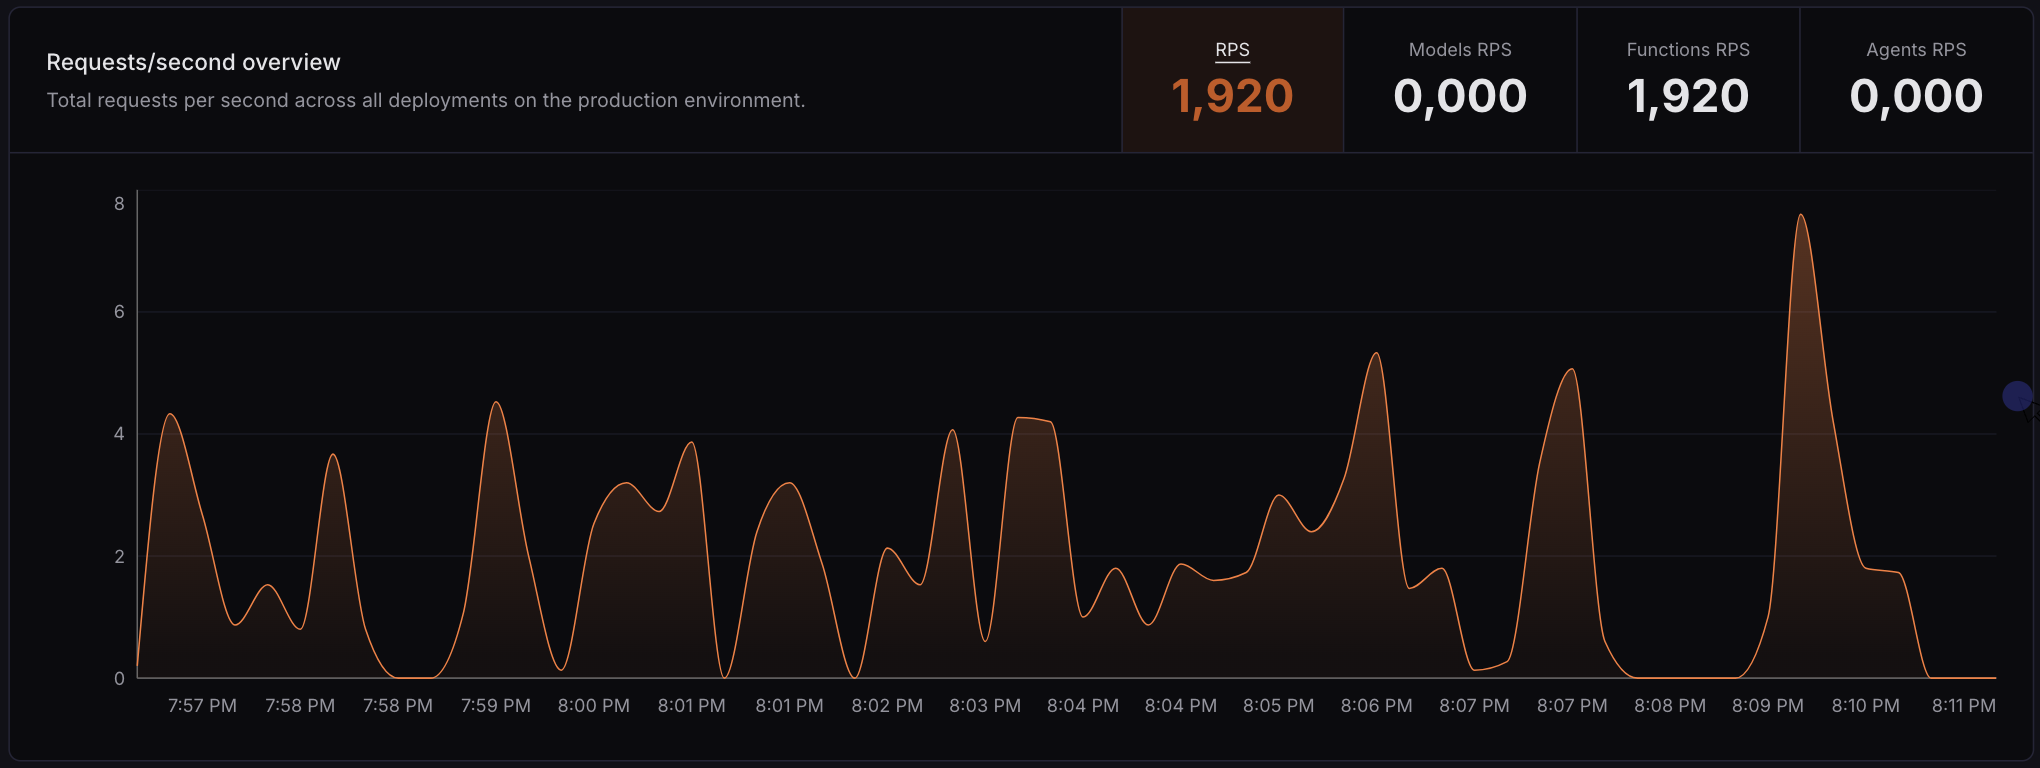 Requests/second overview
Total requests per second across all deployments on the production environment.
RPS
1,920
Models RPS
0,000
Functions RPS
1,920
Agents RPS
0,000
8
6
4
2
0
7:57 PM 7:58 PM 7:58 PM 7:59 PM 8:00 PM 8:01 PM 8:01 PM 8:02 PM 8:03 PM 8:04 PM 8:04 PM 8:05 PM 8:06 PM 8:07 PM 8:07 PM 8:08 PM 8:09 PM 8:10 PM 8:11 PM